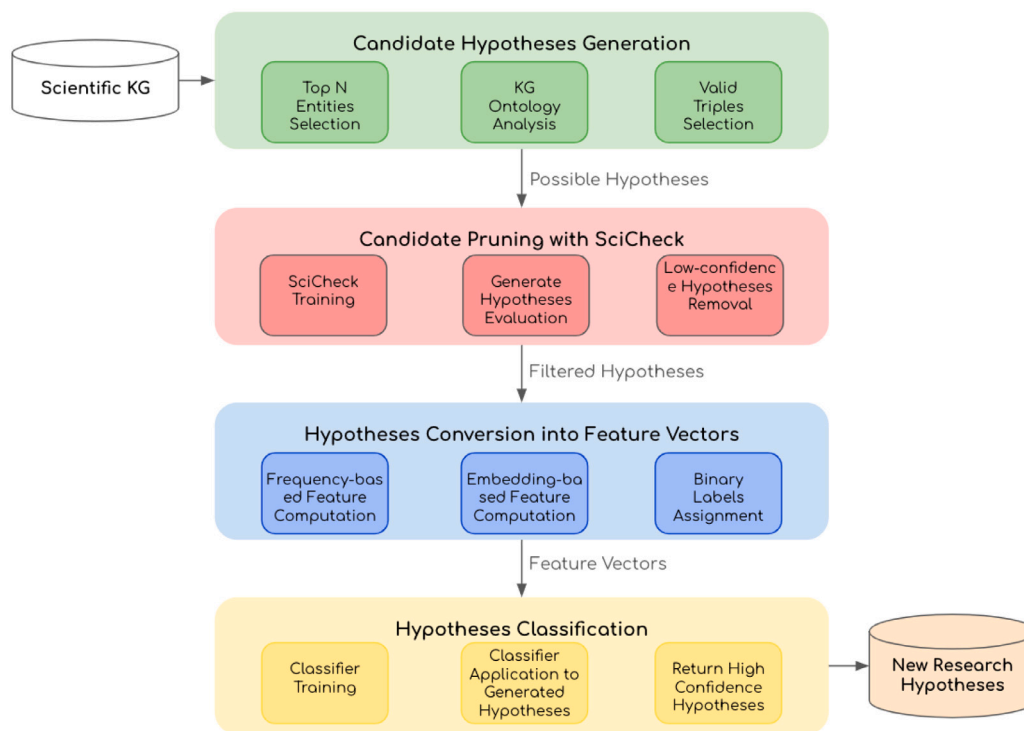 Scientific KG
Candidate Hypotheses Generation
Top N
Entities
Selection
KG
Ontology
Analysis
Valid
Triples
Selection
Possible Hypotheses
Candidate Pruning with SciCheck
SciCheck
Training
Generate
Hypotheses
Evaluation
Low-confidenc
e Hypotheses
Removal
Filtered Hypotheses
Hypotheses Conversion into Feature Vectors
Frequency-bas
ed Feature
Computation
Embedding-ba
sed Feature
Computation
Binary
Labels
Assignment
Feature Vectors
Hypotheses Classification
Classifier
Training
Classifier
Application to
Generated
Hypotheses
Return High
Confidence
Hypotheses
New Research
Hypotheses